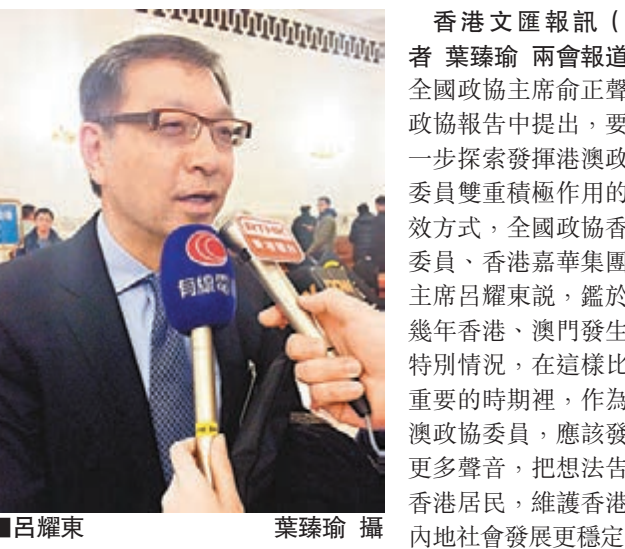 香港文匯報訊（
者 葉臻瑜 兩會報道
全國政協主席俞正聲
政協報告中提出，要
一步探索發揮港澳政
委員雙重積極作用的
效方式，全國政協香
委員、香港嘉華集團
主席呂耀東說，鑑於
幾年香港、澳門發生
特別情況，在這樣比
重要的時期裡，作為
澳政協委員，應該發
更多聲音，把想法告
香港居民，維護香港
內地社會發展更穩定
有線電
RTHK
香港電台
■呂耀東 葉臻瑜 攝